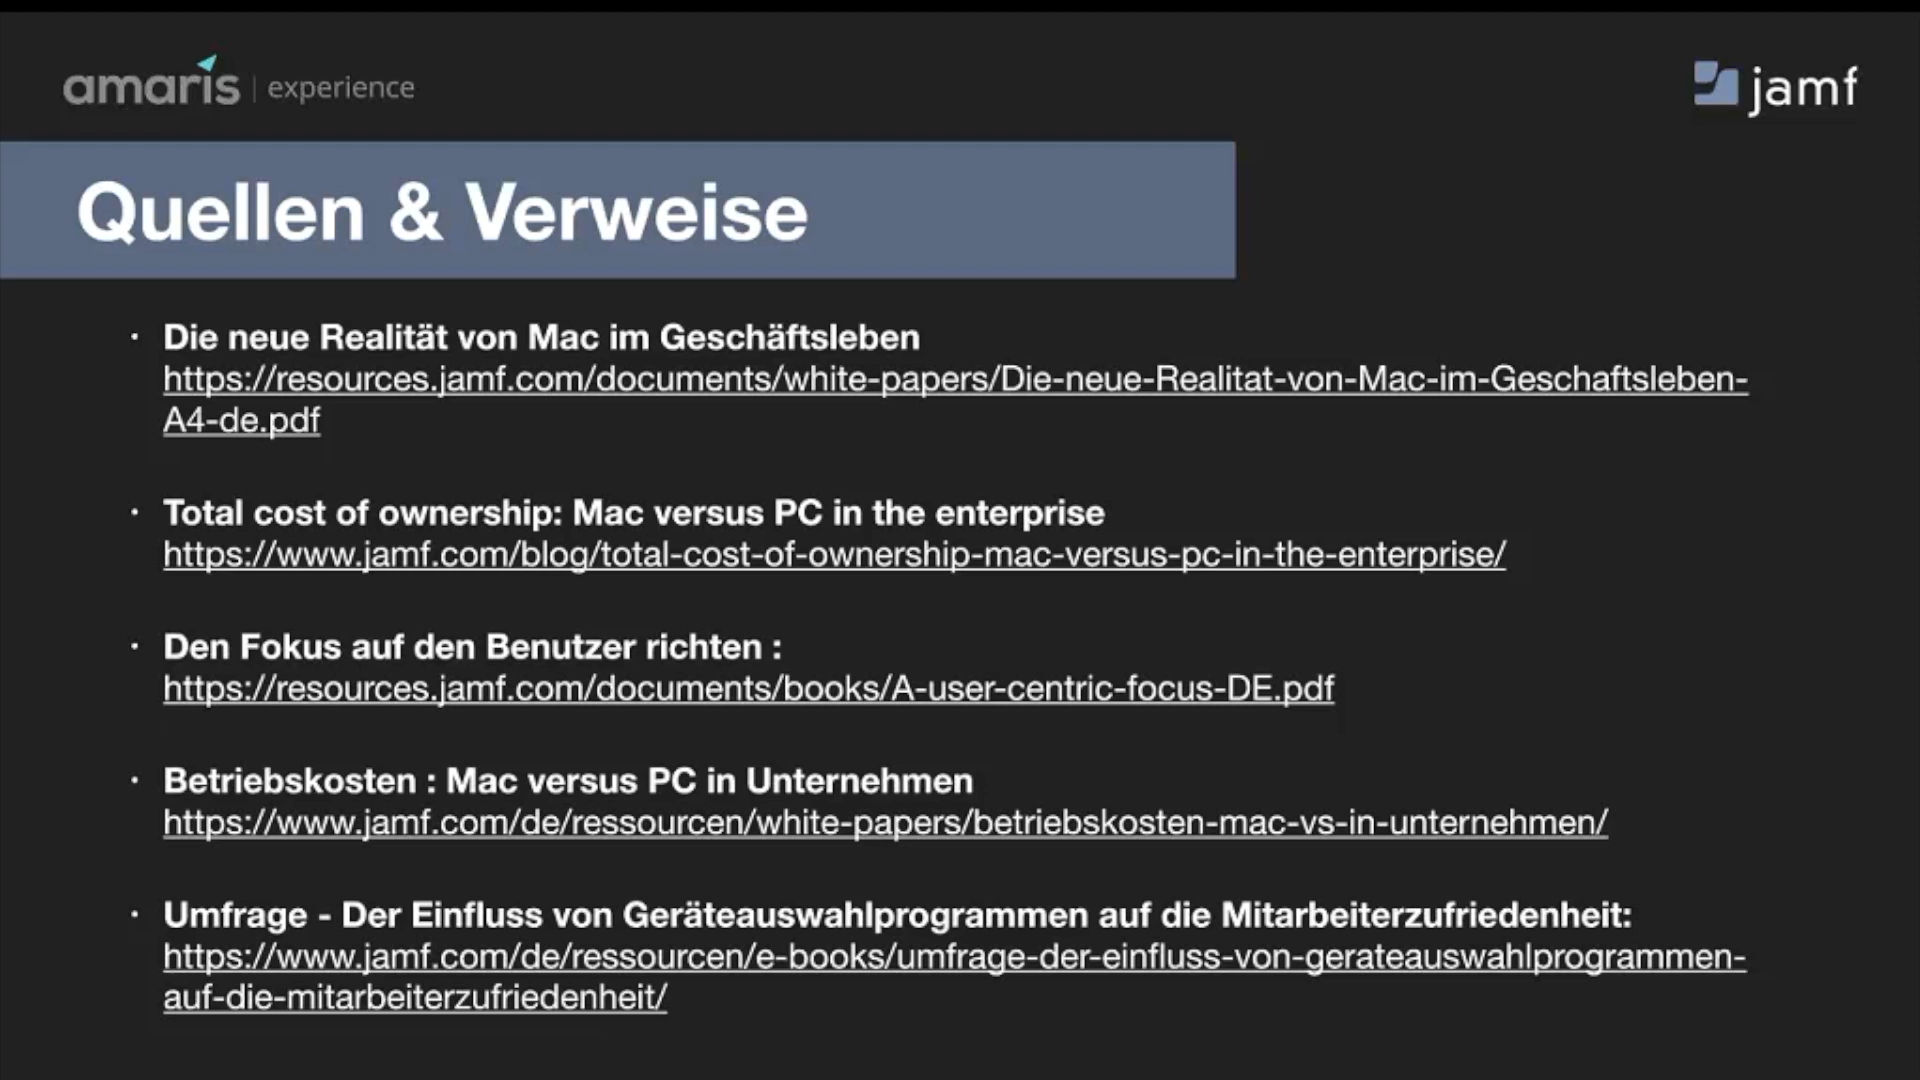 amaris | experience
jamf
Quellen & Verweise
· Die neue Realität von Mac im Geschäftsleben
https://resources.jamf.com/documents/white-papers/Die-neue-Realitat-von-Mac-im-Geschaftsleben-
A4-de.pdf
· Total cost of ownership: Mac versus PC in the enterprise
https://www.jamf.com/blog/total-cost-of-ownership-mac-versus-pc-in-the-enterprise/
· Den Fokus auf den Benutzer richten :
https://resources.jamf.com/documents/books/A-user-centric-focus-DE.pdf
· Betriebskosten : Mac versus PC in Unternehmen
https://www.jamf.com/de/ressourcen/white-papers/betriebskosten-mac-vs-in-unternehmen/
· Umfrage - Der Einfluss von Geräteauswahlprogrammen auf die Mitarbeiterzufriedenheit:
https://www.jamf.com/de/ressourcen/e-books/umfrage-der-einfluss-von-gerateauswahlprogrammen-
auf-die-mitarbeiterzufriedenheit/